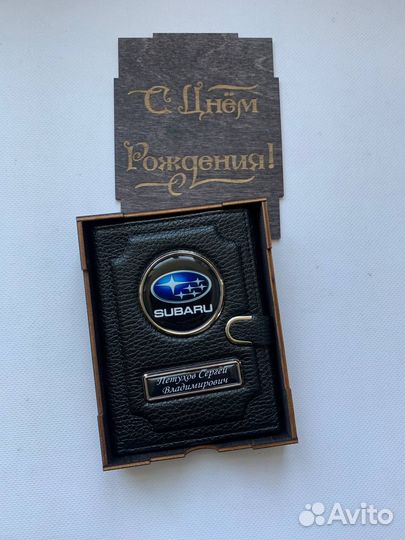 С Днём
Рождения!
SUBARU
Петухов Сергей
Владимирович
Avito